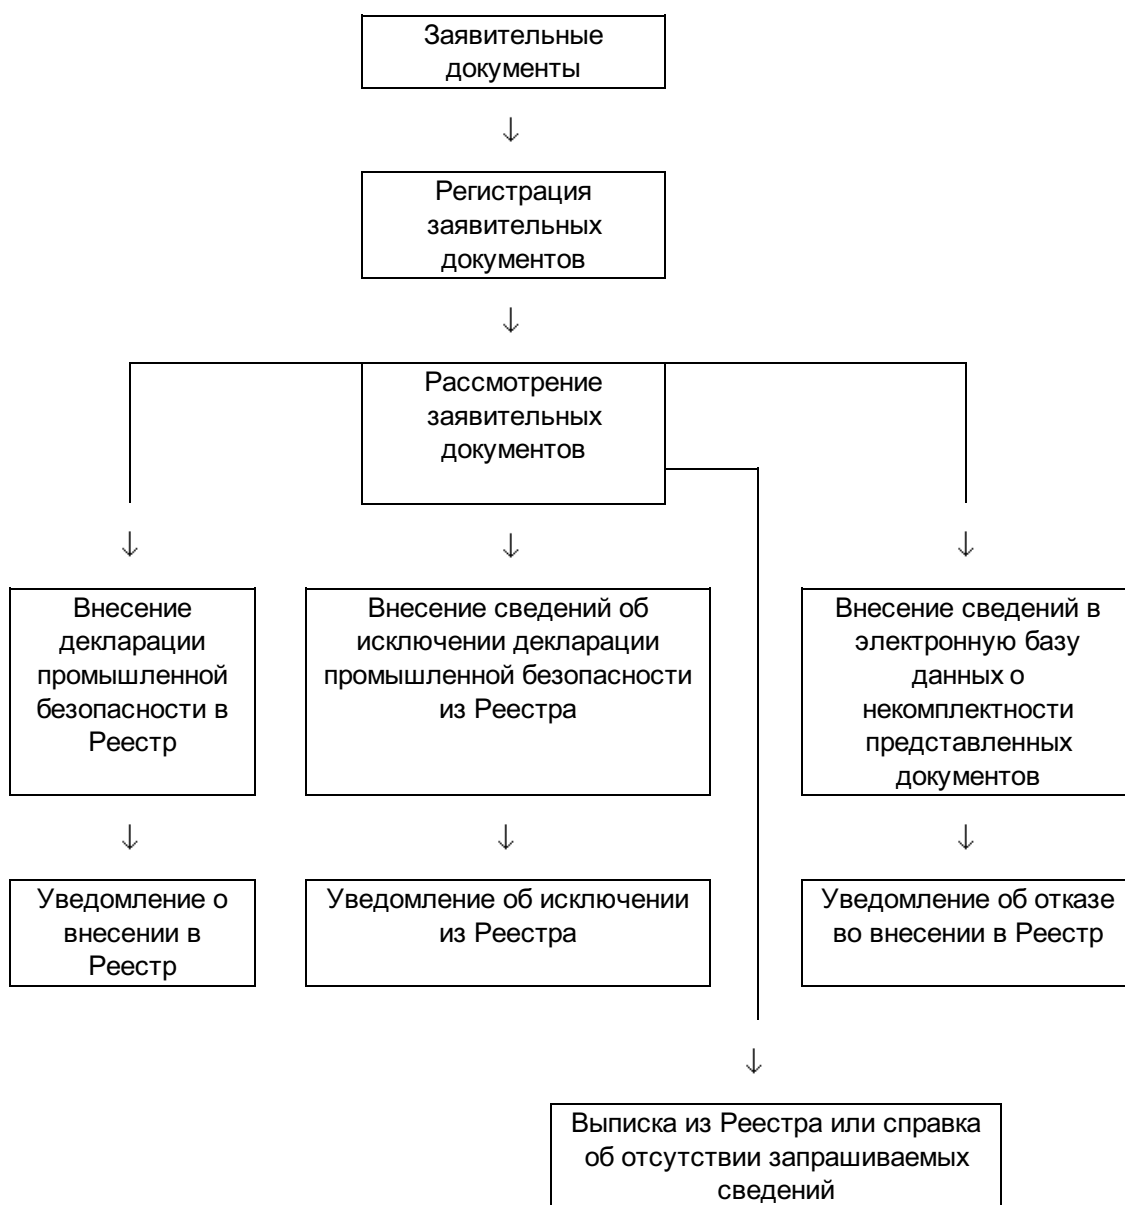 Заявительные
документы
↓
Регистрация
заявительных
документов
↓
Рассмотрение
заявительных
документов
↓
↓
↓
Внесение
декларации
промышленной
безопасности в
Реестр
Внесение сведений об
исключении декларации
промышленной безопасности
из Реестра
Внесение сведений в
электронную базу
данных о
некомплектности
представленных
документов
↓
↓
↓
Уведомление о
внесении в
Реестр
Уведомление об исключении
из Реестра
Уведомление об отказе
во внесении в Реестр
↓
Выписка из Реестра или справка
об отсутствии запрашиваемых
сведений